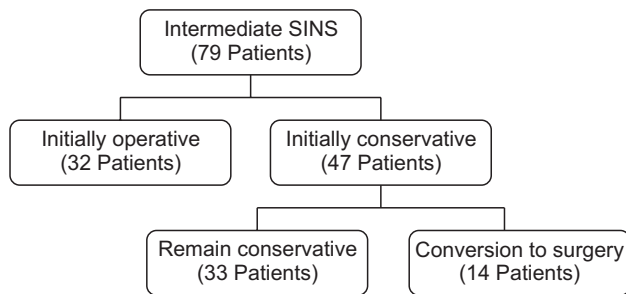 Intermediate SINS
(79 Patients)
Initially operative
(32 Patients)
Initially conservative
(47 Patients)
Remain conservative
(33 Patients)
Conversion to surgery
(14 Patients)